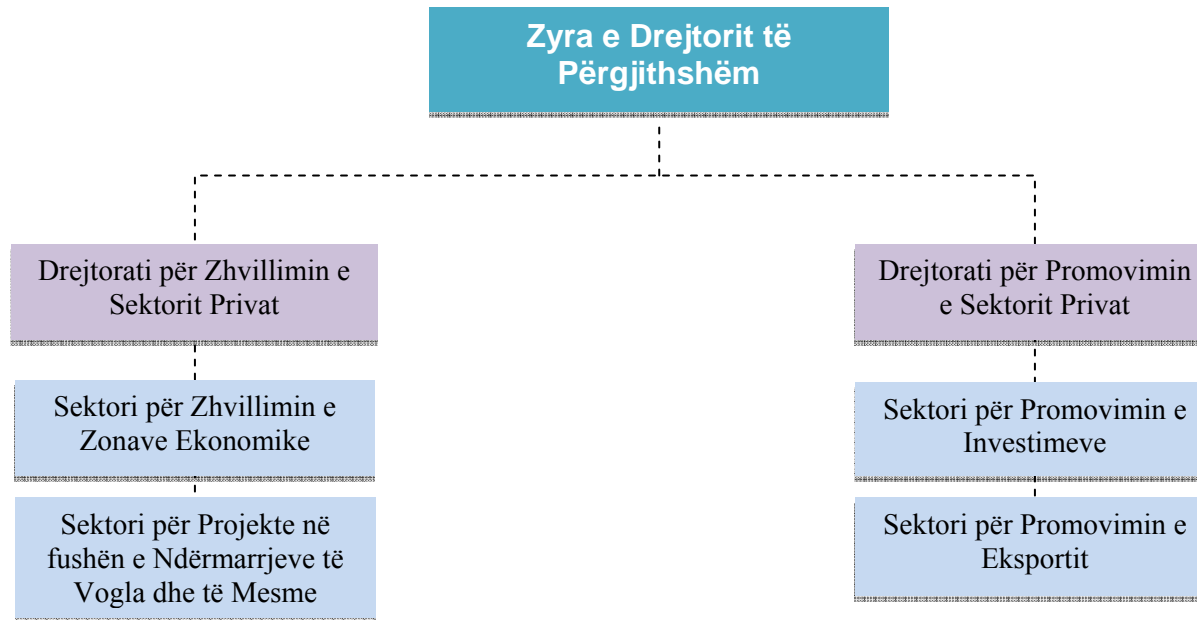 Zyra e Drejtorit të
Përgjithshëm
Drejtorati për Zhvillimin e
Sektorit Privat
Drejtorati për Promovimin
e Sektorit Privat
Sektori për Zhvillimin e
Zonave Ekonomike
Sektori për Promovimin e
Investimeve
Sektori për Projekte në
fushën e Ndërmarrjeve të
Vogla dhe të Mesme
Sektori për Promovimin e
Eksportit